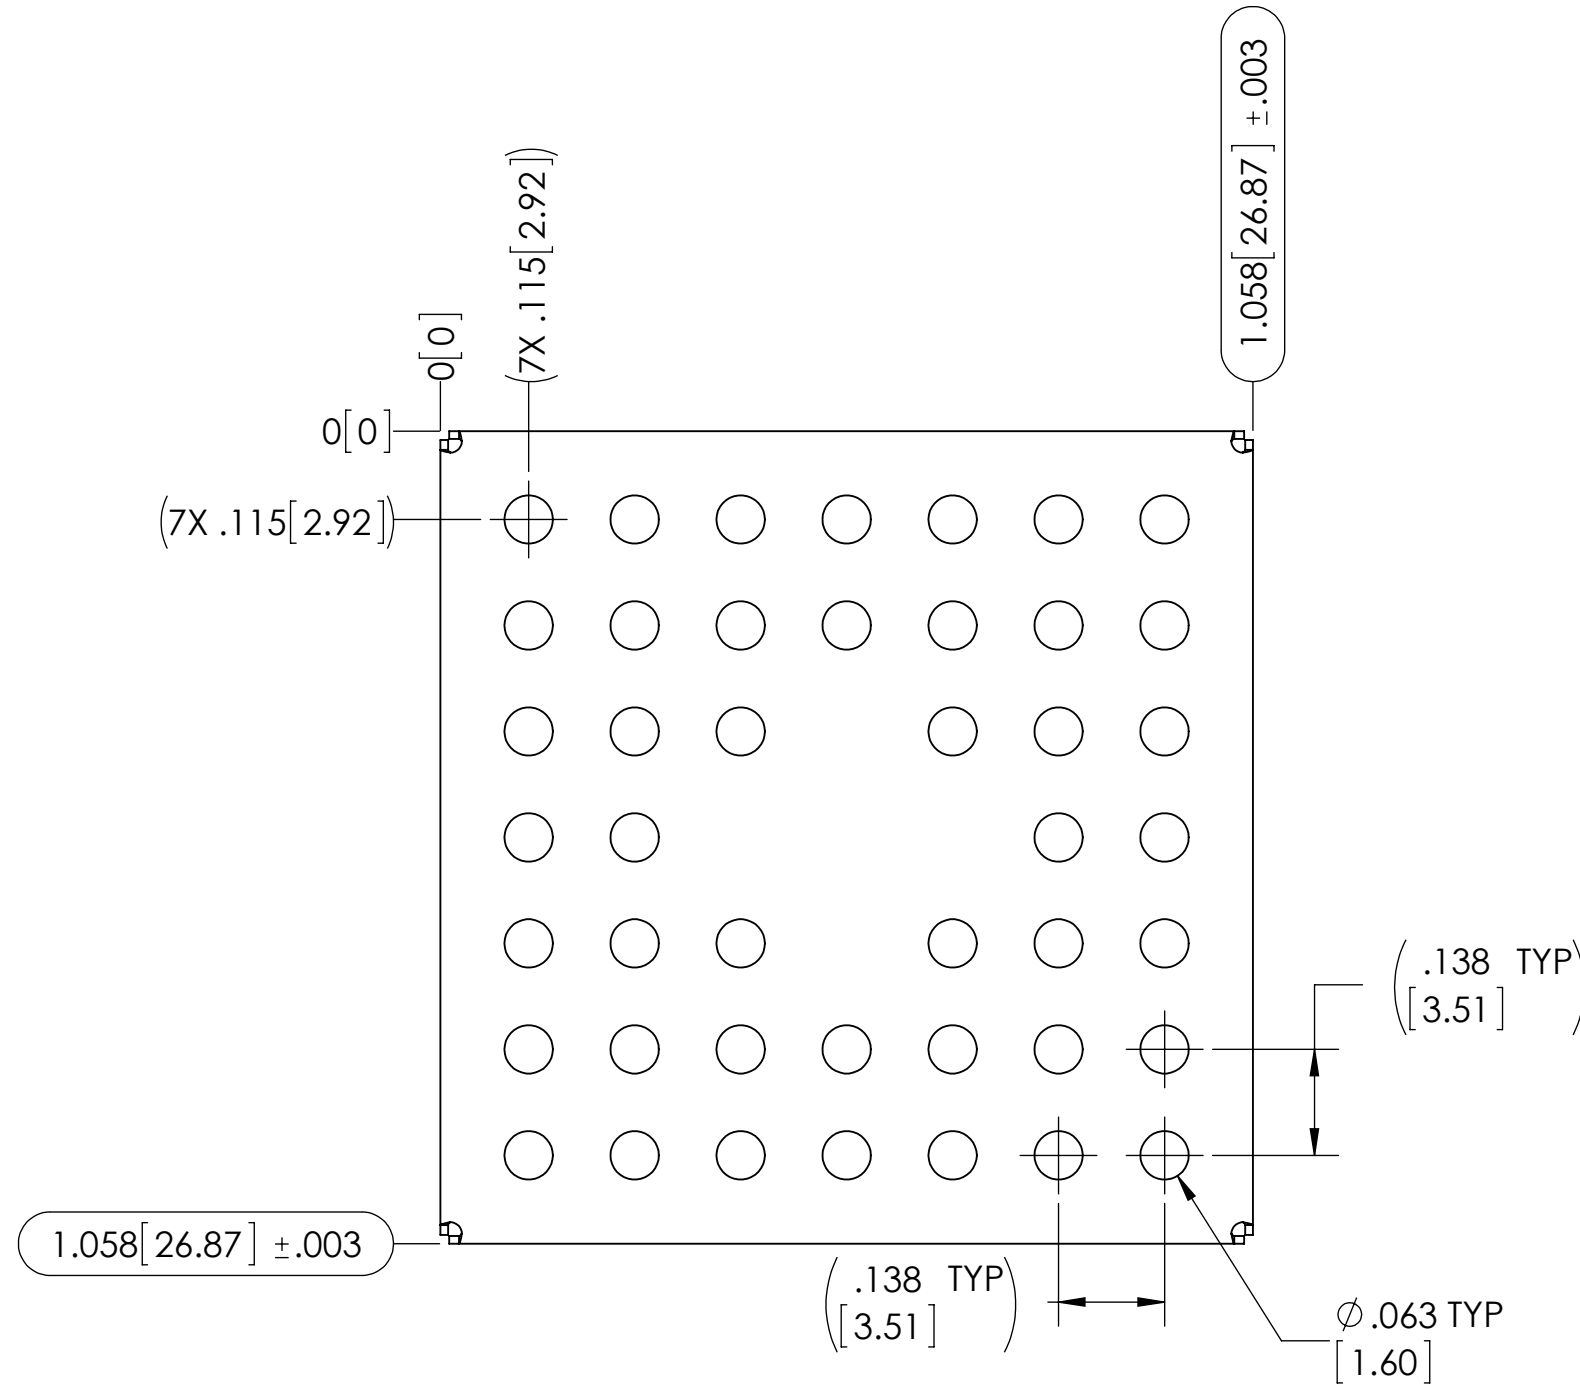 1.058[26.87] ±.003
(7X .115[2.92])
0[0]
0[0]
(7X .115[2.92])
(.138 TYP
[3.51])
1.058[26.87] ±.003
(.138 TYP
[3.51])
Ø .063 TYP
[1.60]